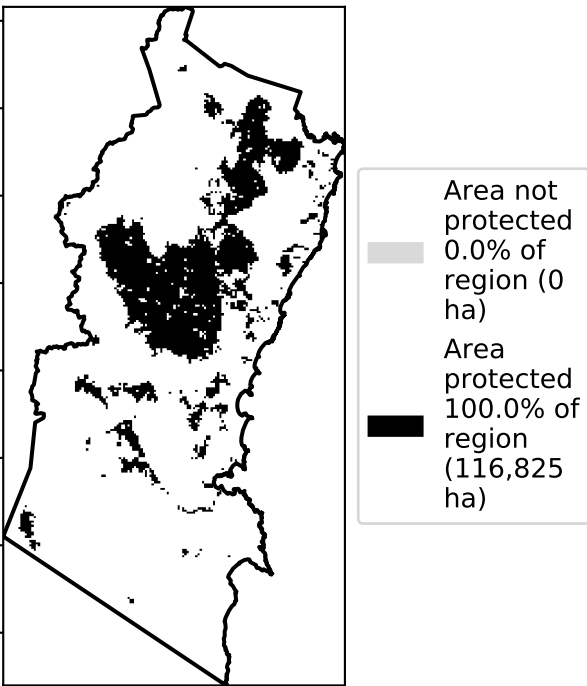 Area not
protected
0.0% of
region (0
ha)
Area
protected
100.0% of
region
(116,825
ha)